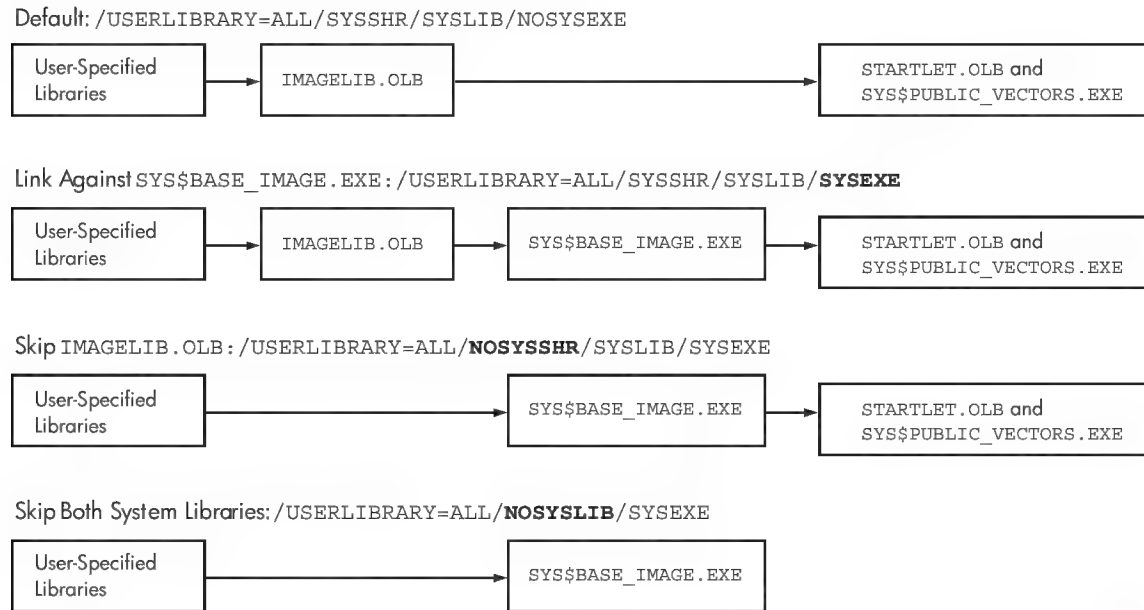 Default: /USERLIBRARY=ALL/SYSSHR/SYSLIB/NOSYSEXE
User-Specified
Libraries
IMAGELIB.OLB
STARTLET.OLB and
SYS$PUBLIC_VECTORS.EXE
Link Against SYS$BASE_IMAGE.EXE:/USERLIBRARY=ALL/SYSSHR/SYSLIB/SYSEXE
User-Specified
Libraries
IMAGELIB.OLB
SYS$BASE_IMAGE.EXE
STARTLET.OLB and
SYS$PUBLIC_VECTORS.EXE
Skip IMAGELIB.OLB:/USERLIBRARY=ALL/NOSYSSHR/SYSLIB/SYSEXE
User-Specified
Libraries
SYS$BASE_IMAGE.EXE
STARTLET.OLB and
SYS$PUBLIC_VECTORS.EXE
Skip Both System Libraries:/USERLIBRARY=ALL/NOSYSLIB/SYSEXE
User-Specified
Libraries
SYS$BASE_IMAGE.EXE